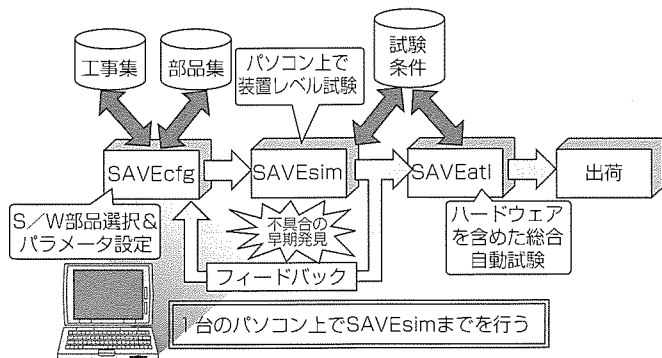 工事集
部品集
パソコン上で
装置レベル試験
試験
条件
SAVEcfg
SAVEsim
SAVEatl
出荷
S/W部品選択&
パラメータ設定
不具合の
早期発見
ハードウェア
を含めた総合
自動試験
フィードバック
1台のパソコン上でSAVEsimまでを行う